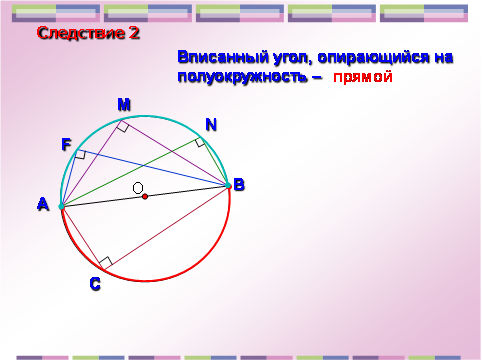 Следствие 2
Вписанный угол, опирающийся на
полуокружность – прямой
M
N
F
O
B
A
C